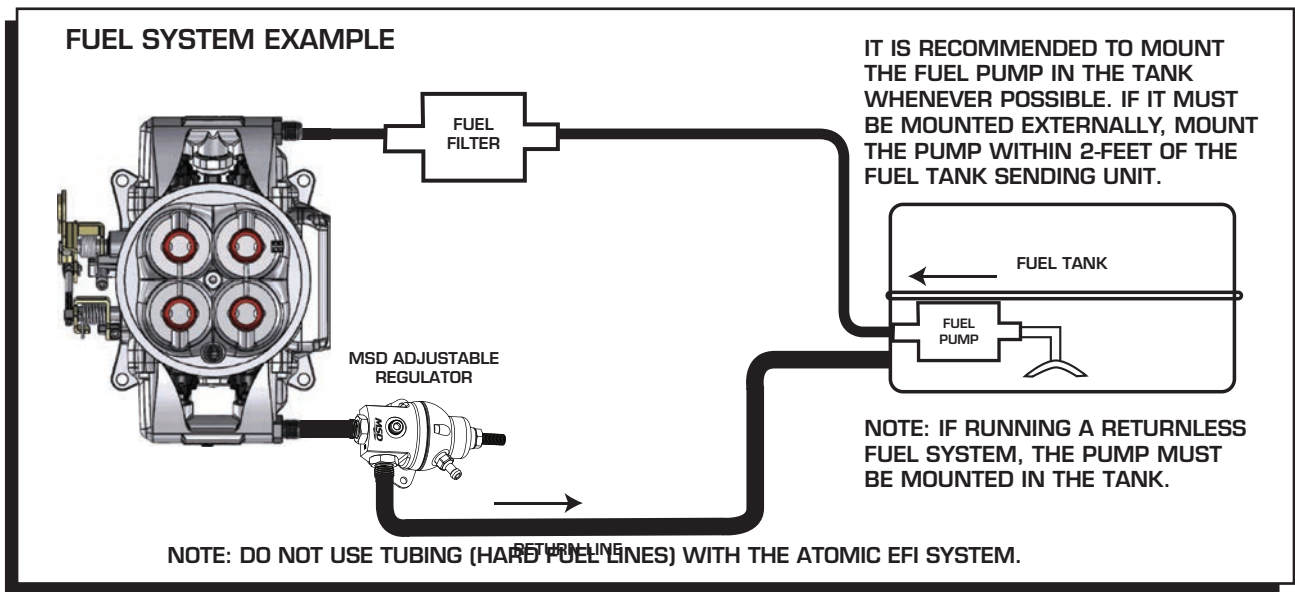 FUEL SYSTEM EXAMPLE
IT IS RECOMMENDED TO MOUNT
THE FUEL PUMP IN THE TANK
WHENEVER POSSIBLE. IF IT MUST
BE MOUNTED EXTERNALLY, MOUNT
THE PUMP WITHIN 2-FEET OF THE
FUEL TANK SENDING UNIT.
FUEL
FILTER
FUEL TANK
FUEL
PUMP
MSD ADJUSTABLE
REGULATOR
MSD
NOTE: IF RUNNING A RETURNLESS
FUEL SYSTEM, THE PUMP MUST
BE MOUNTED IN THE TANK.
RETURN LINE
NOTE: DO NOT USE TUBING (HARD FUEL LINES) WITH THE ATOMIC EFI SYSTEM.